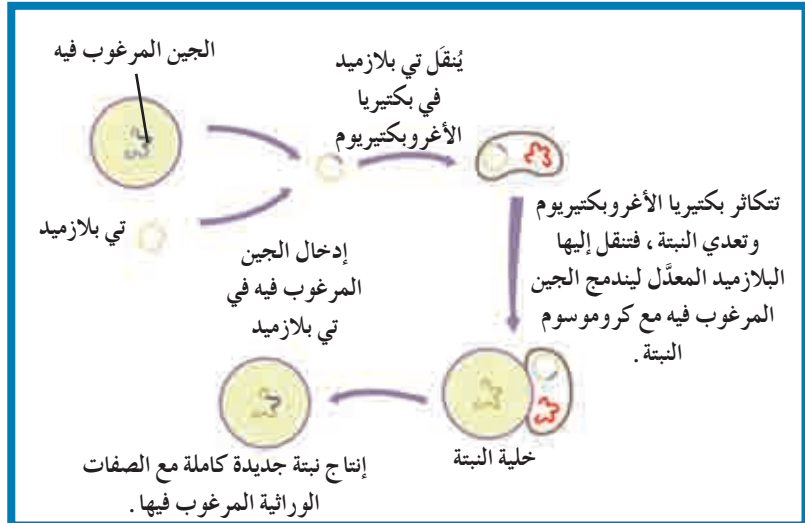 الجين المرغوب فيه
يُنقَل تي بلازميد
في بكتيريا
الأغروبكتيريوم
تي بلازميد
إدخال الجين
المرغوب فيه في
تي بلازميد
تتكاثر بكتيريا الأغروبكتيريوم
وتعدي النبتة، فتنقل إليها
البلازميد المعدَّل ليندمج الجين
المرغوب فيه مع كروموسوم
النبتة.
خلية النبتة
إنتاج نبتة جديدة كاملة مع الصفات
الوراثية المرغوب فيها.